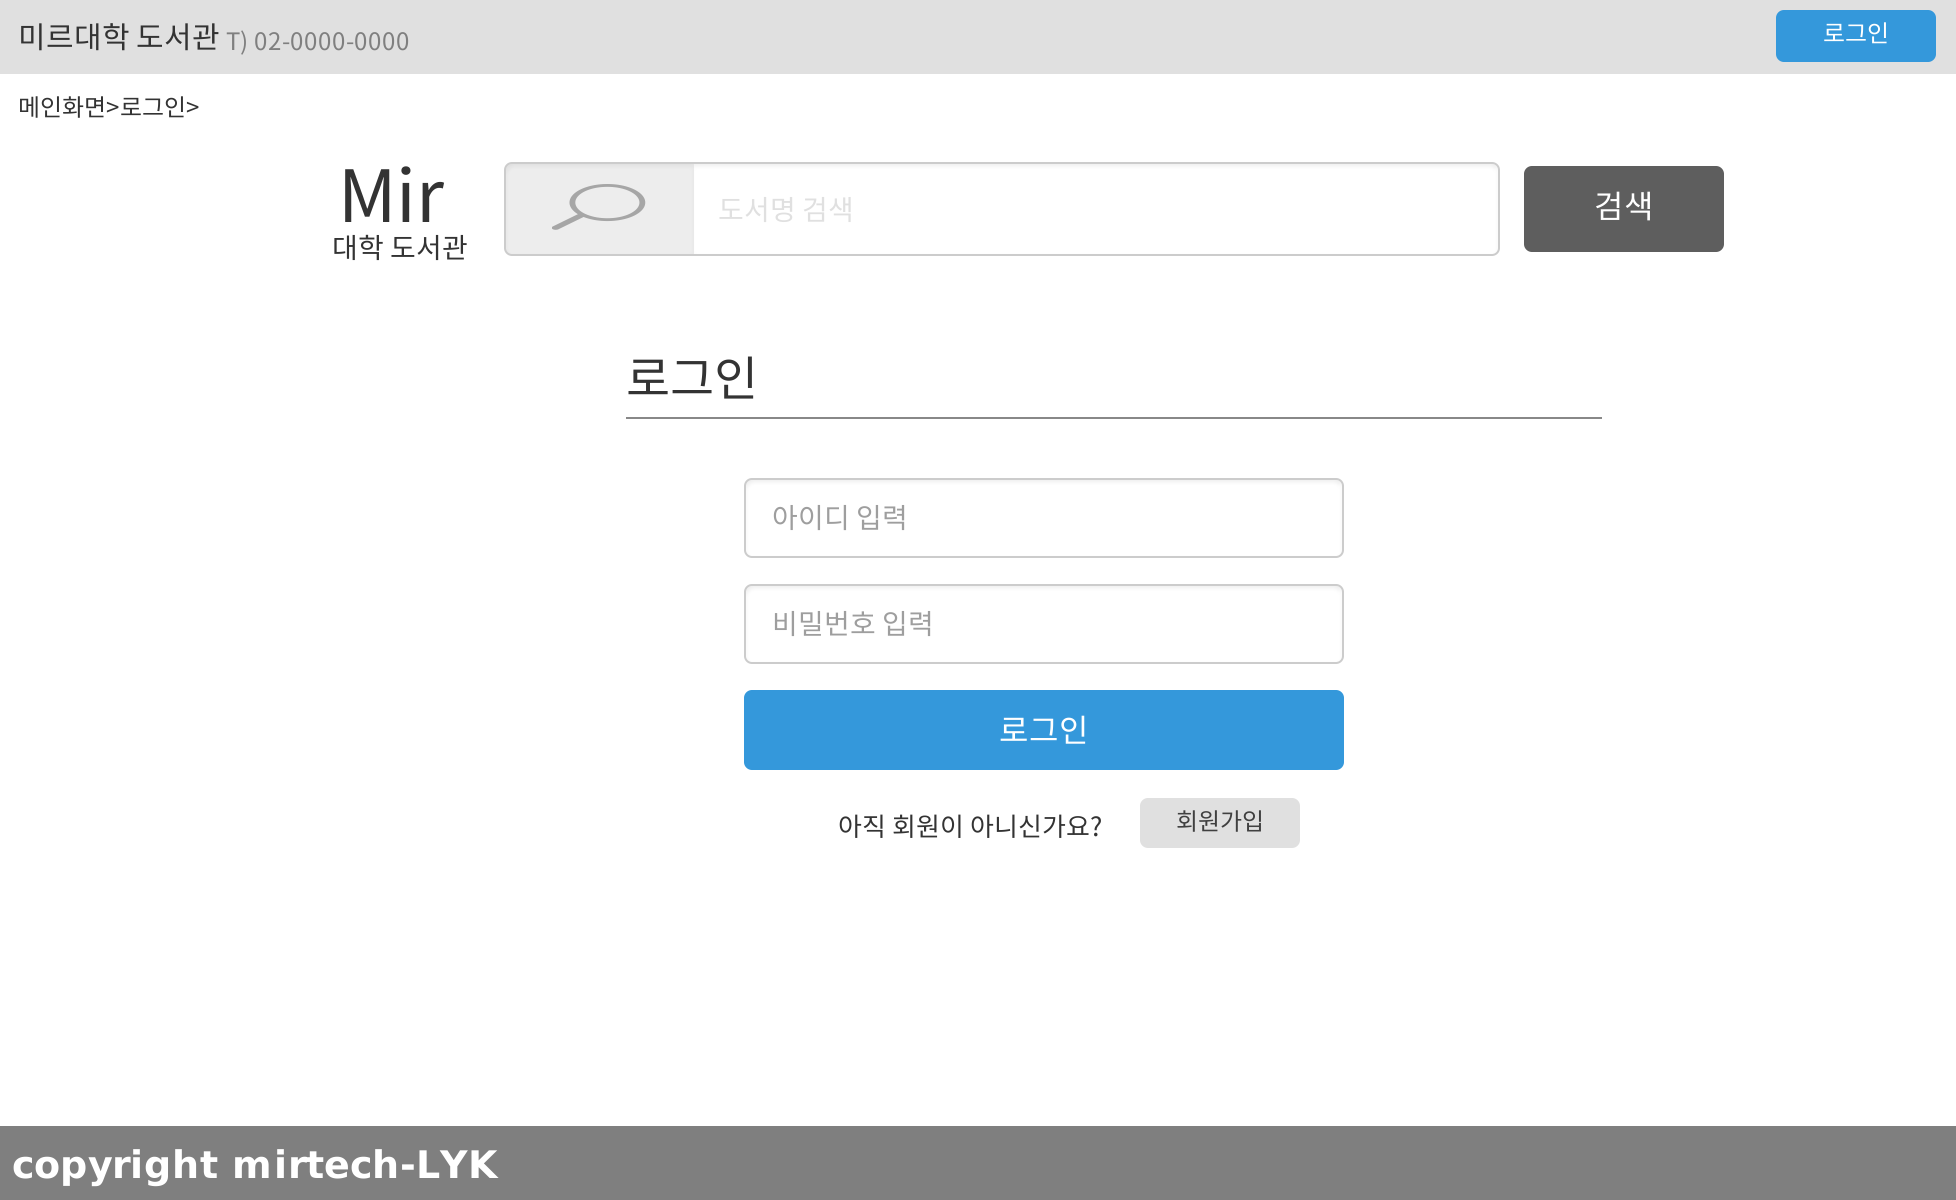 미르대학 도서관 T) 02-0000-0000
로그인
메인화면>로그인>
Mir
대학 도서관
도서명 검색
검색
로그인
아이디 입력
비밀번호 입력
로그인
아직 회원이 아니신가요?
회원가입
copyright mirtech-LYK